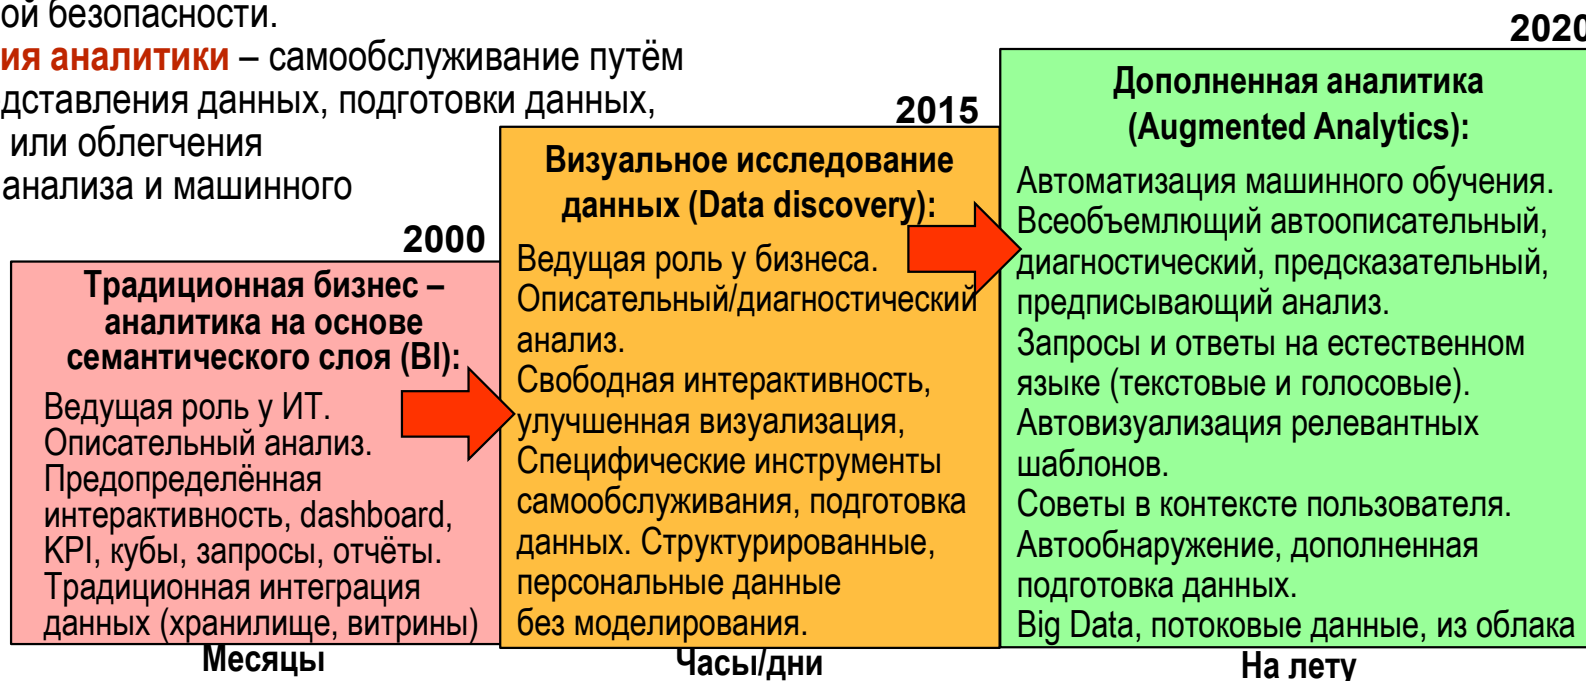 ой безопасности.
ия аналитики – самообслуживание путём
дставления данных, подготовки данных,
или облегчения
анализа и машинного
2000
Традиционная бизнес –
аналитика на основе
семантического слоя (BI):
Ведущая роль у ИТ.
Описательный анализ.
Предопределённая
интерактивность, dashboard,
KPI, кубы, запросы, отчёты.
Традиционная интеграция
данных (хранилище, витрины)
Месяцы
2015
Визуальное исследование
данных (Data discovery):
Ведущая роль у бизнеса.
Описательный/диагностический
анализ.
Свободная интерактивность,
улучшенная визуализация,
Специфические инструменты
самообслуживания, подготовка
данных. Структурированные,
персональные данные
без моделирования.
Часы/дни
2020
Дополненная аналитика
(Augmented Analytics):
Автоматизация машинного обучения.
Всеобъемлющий автоописательный,
диагностический, предсказательный,
предписывающий анализ.
Запросы и ответы на естественном
языке (текстовые и голосовые).
Автовизуализация релевантных
шаблонов.
Советы в контексте пользователя.
Автообнаружение, дополненная
подготовка данных.
Big Data, потоковые данные, из облака
На лету